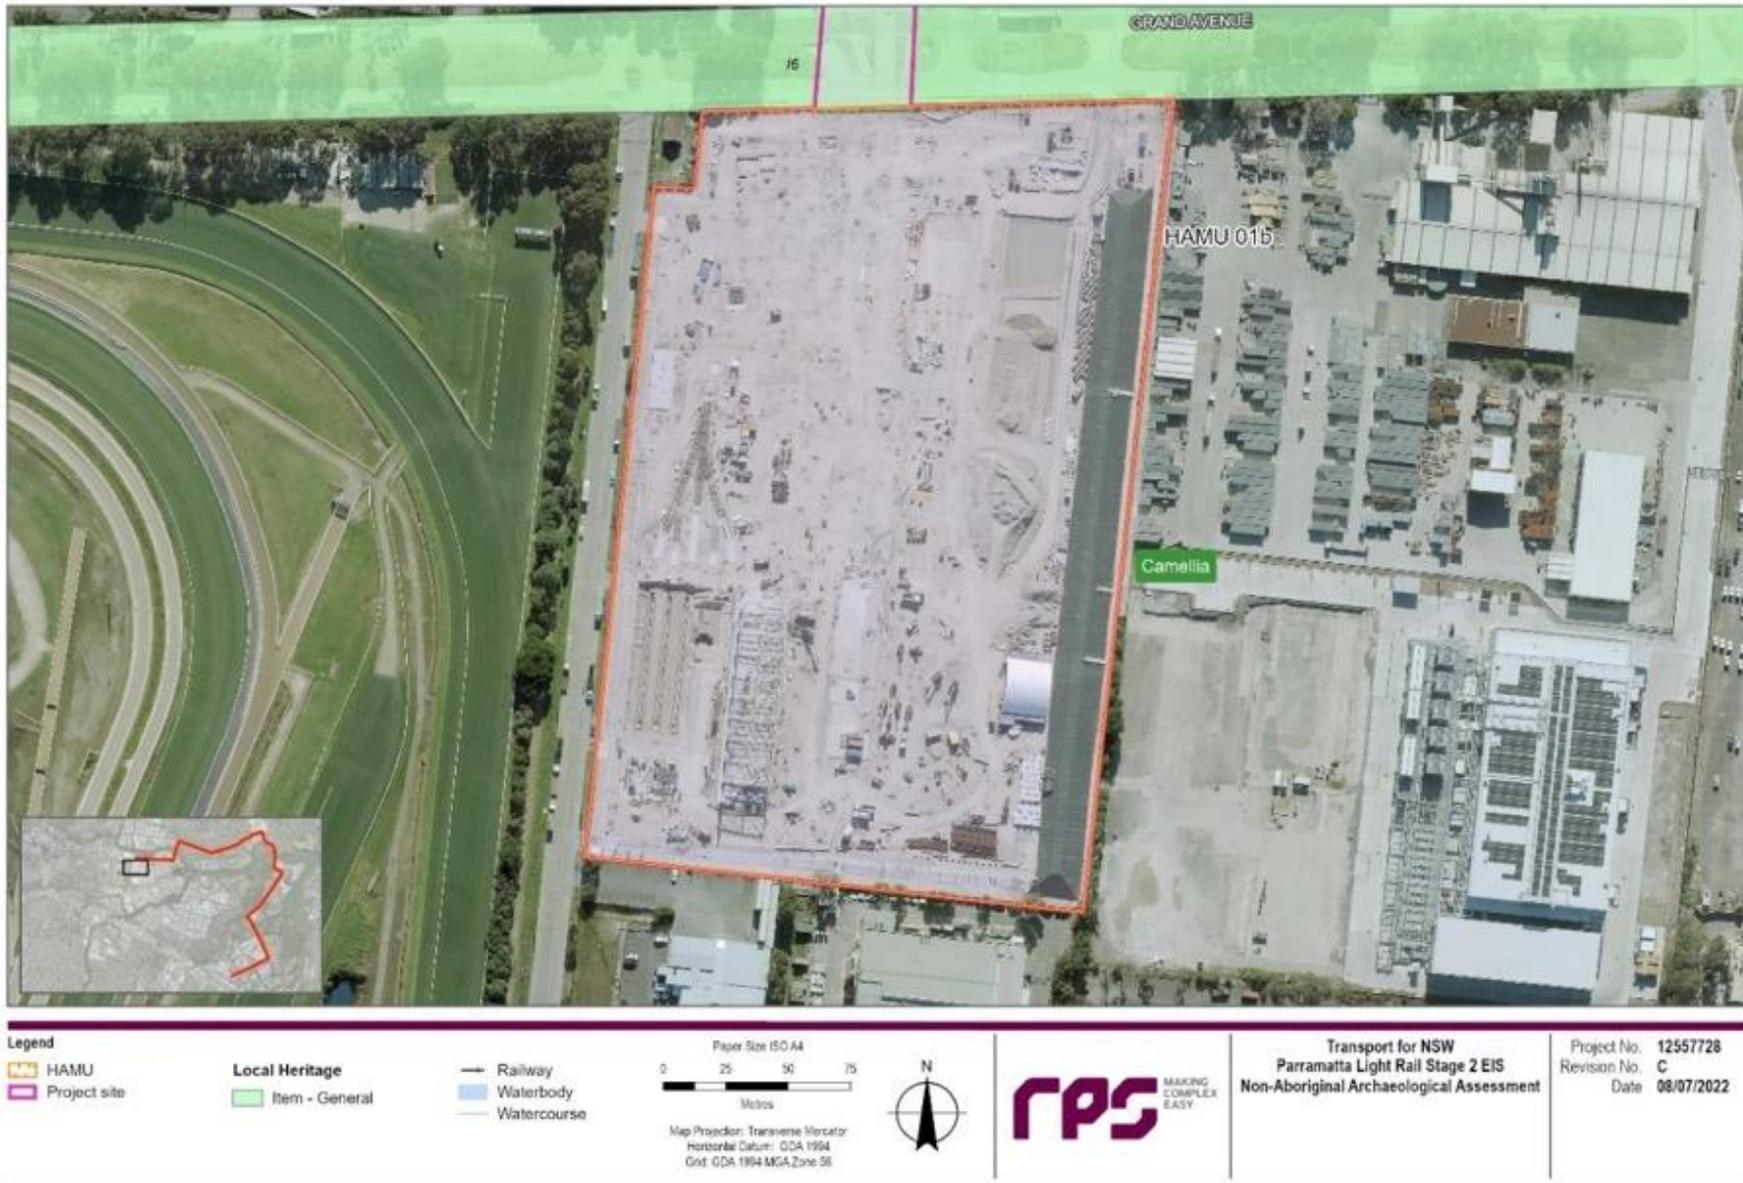 GRAND AVENUE
I6
HAMU 01b
Camellia
Legend
HAMU
Project site
Local Heritage
Item - General
Railway
Waterbody
Watercourse
Paper Size ISO A4
0 25 50 75
Metres
Map Projection: Transverse Mercator
Horizontal Datum: GDA 1994
Grid: GDA 1994 MGA Zone 56
N
rps
MAKING
COMPLEX
EASY
Transport for NSW
Parramatta Light Rail Stage 2 EIS
Non-Aboriginal Archaeological Assessment
Project No. 12557728
Revision No. C
Date 08/07/2022